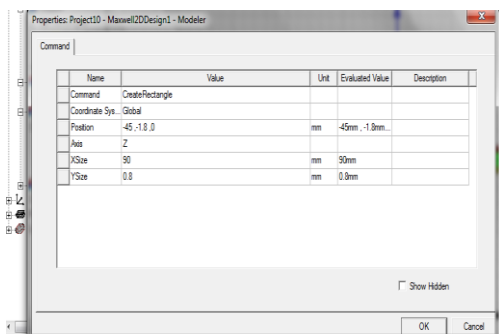 Properties: Project10 - Maxwell2DDesign1 - Modeler
Command
Name Value Unit Evaluated Value Description
Command CreateRectangle
Coordinate Sys... Global
Position -45 ,-1.8 ,0 mm -45mm , -1.8mm...
Axis Z
XSize 90 mm 90mm
YSize 0.8 mm 0.8mm
Show Hidden
OK Cancel